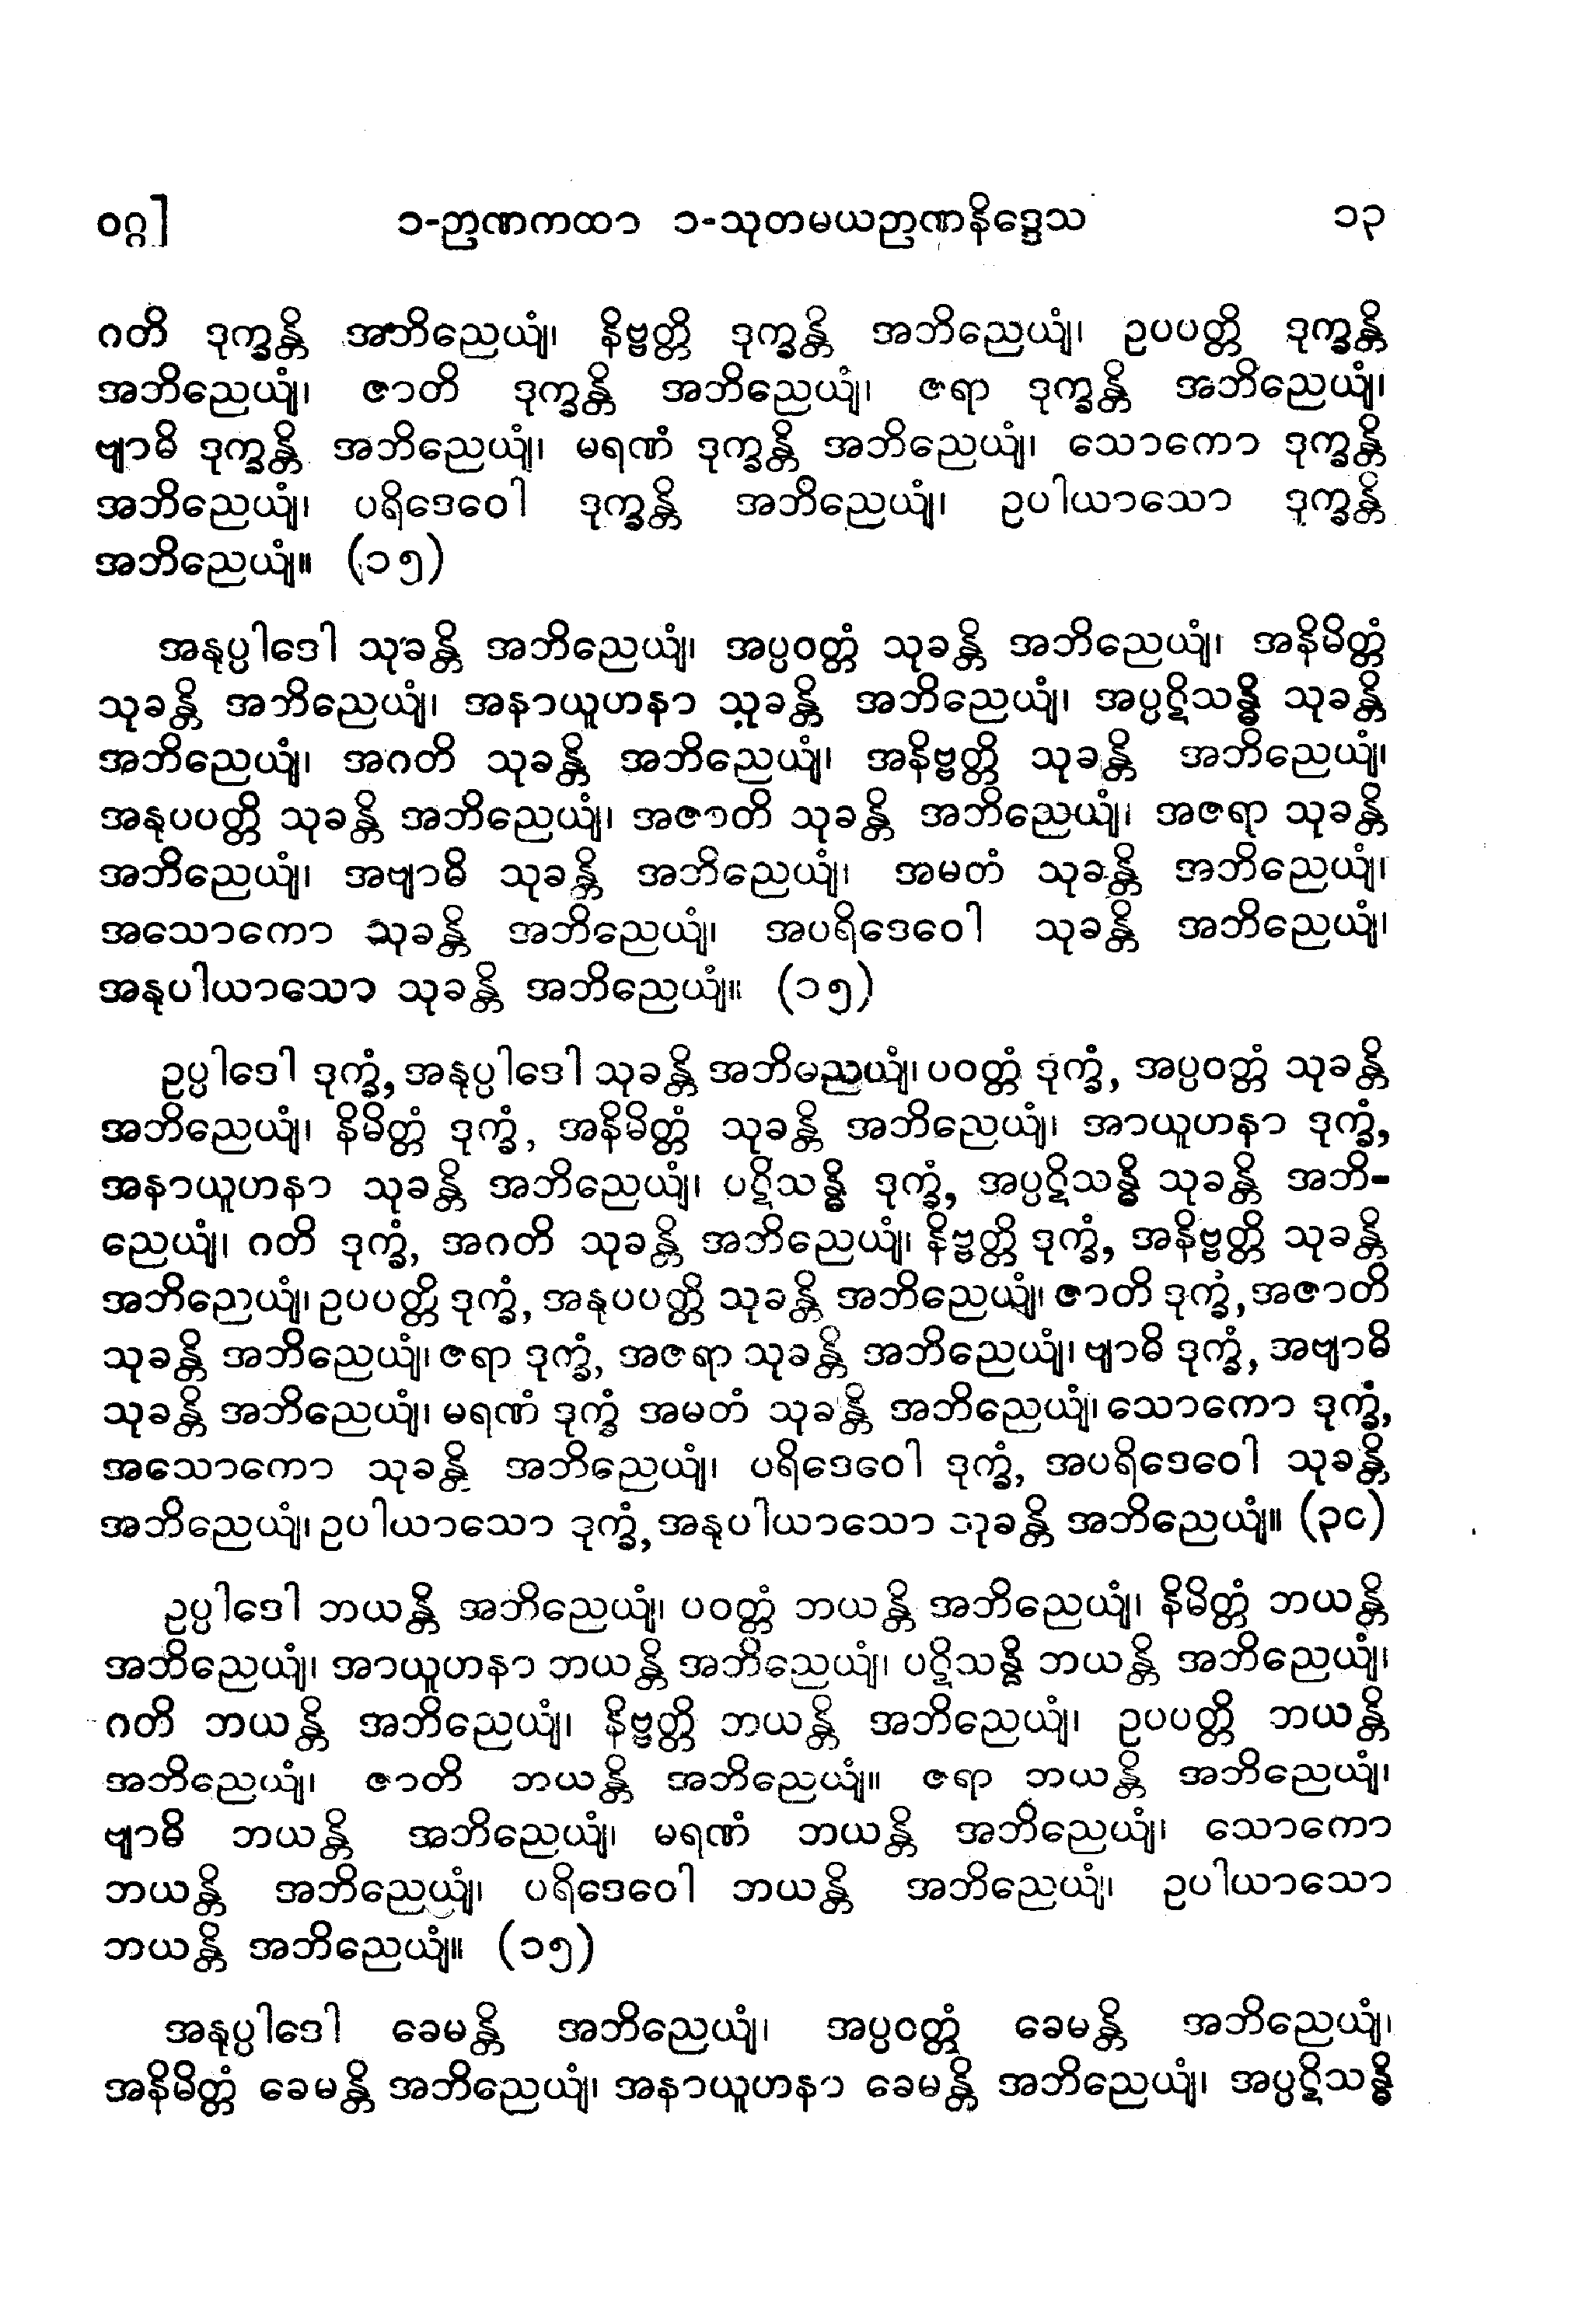 ဝဂ္ဂ] ၁-ဉာဏကထာ ၁-သုတမယဉာဏနိဒ္ဒေသ ၁၃
ဂတိ ဒုက္ခန္တိ အဘိညေယျံ၊ နိဗ္ဗတ္တိ ဒုက္ခန္တိ အဘိညေယျံ၊ ဥပပတ္တိ ဒုက္ခန္တိ
အဘိညေယျံ၊ ဇာတိ ဒုက္ခန္တိ အဘိညေယျံ၊ ဇရာ ဒုက္ခန္တိ အဘိညေယျံ၊
ဗျာဓိ ဒုက္ခန္တိ အဘိညေယျံ၊ မရဏံ ဒုက္ခန္တိ အဘိညေယျံ၊ သောကော ဒုက္ခန္တိ
အဘိညေယျံ၊ ပရိဒေဝေါ ဒုက္ခန္တိ အဘိညေယျံ၊ ဥပါယာသော ဒုက္ခန္တိ
အဘိညေယျံ။ (၁၅)
အနုပ္ပါဒေါ သုခန္တိ အဘိညေယျံ၊ အပ္ပဝတ္တံ သုခန္တိ အဘိညေယျံ၊ အနိမိတ္တံ
သုခန္တိ အဘိညေယျံ၊ အနာယူဟနာ သုခန္တိ အဘိညေယျံ၊ အပ္ပဋိသန္ဓိ သုခန္တိ
အဘိညေယျံ၊ အဂတိ သုခန္တိ အဘိညေယျံ၊ အနိဗ္ဗတ္တိ သုခန္တိ အဘိညေယျံ၊
အနုပပတ္တိ သုခန္တိ အဘိညေယျံ၊ အဇာတိ သုခန္တိ အဘိညေယျံ၊ အဇရာ သုခန္တိ
အဘိညေယျံ၊ အဗျာဓိ သုခန္တိ အဘိညေယျံ၊ အမတံ သုခန္တိ အဘိညေယျံ၊
အသောကော သုခန္တိ အဘိညေယျံ၊ အပရိဒေဝေါ သုခန္တိ အဘိညေယျံ၊
အနုပါယာသော သုခန္တိ အဘိညေယျံ။ (၁၅)
ဥပ္ပါဒေါ ဒုက္ခံ, အနုပ္ပါဒေါ သုခန္တိ အဘိညေယျံ၊ ပဝတ္တံ ဒုက္ခံ, အပ္ပဝတ္တံ သုခန္တိ
အဘိညေယျံ၊ နိမိတ္တံ ဒုက္ခံ, အနိမိတ္တံ သုခန္တိ အဘိညေယျံ၊ အာယူဟနာ ဒုက္ခံ,
အနာယူဟနာ သုခန္တိ အဘိညေယျံ၊ ပဋိသန္ဓိ ဒုက္ခံ, အပ္ပဋိသန္ဓိ သုခန္တိ အဘိ-
ညေယျံ၊ ဂတိ ဒုက္ခံ, အဂတိ သုခန္တိ အဘိညေယျံ၊ နိဗ္ဗတ္တိ ဒုက္ခံ, အနိဗ္ဗတ္တိ သုခန္တိ
အဘိညေယျံ၊ ဥပပတ္တိ ဒုက္ခံ, အနုပပတ္တိ သုခန္တိ အဘိညေယျံ၊ ဇာတိ ဒုက္ခံ, အဇာတိ
သုခန္တိ အဘိညေယျံ၊ ဇရာ ဒုက္ခံ, အဇရာ သုခန္တိ အဘိညေယျံ၊ ဗျာဓိ ဒုက္ခံ, အဗျာဓိ
သုခန္တိ အဘိညေယျံ၊ မရဏံ ဒုက္ခံ အမတံ သုခန္တိ အဘိညေယျံ၊ သောကော ဒုက္ခံ,
အသောကော သုခန္တိ အဘိညေယျံ၊ ပရိဒေဝေါ ဒုက္ခံ, အပရိဒေဝေါ သုခန္တိ
အဘိညေယျံ၊ ဥပါယာသော ဒုက္ခံ, အနုပါယာသော သုခန္တိ အဘိညေယျံ။ (၃၀)
ဥပ္ပါဒေါ ဘယန္တိ အဘိညေယျံ၊ ပဝတ္တံ ဘယန္တိ အဘိညေယျံ၊ နိမိတ္တံ ဘယန္တိ
အဘိညေယျံ၊ အာယူဟနာ ဘယန္တိ အဘိညေယျံ၊ ပဋိသန္ဓိ ဘယန္တိ အဘိညေယျံ၊
ဂတိ ဘယန္တိ အဘိညေယျံ၊ နိဗ္ဗတ္တိ ဘယန္တိ အဘိညေယျံ၊ ဥပပတ္တိ ဘယန္တိ
အဘိညေယျံ၊ ဇာတိ ဘယန္တိ အဘိညေယျံ။ ဇရာ ဘယန္တိ အဘိညေယျံ၊
ဗျာဓိ ဘယန္တိ အဘိညေယျံ၊ မရဏံ ဘယန္တိ အဘိညေယျံ၊ သောကော
ဘယန္တိ အဘိညေယျံ၊ ပရိဒေဝေါ ဘယန္တိ အဘိညေယျံ၊ ဥပါယာသော
ဘယန္တိ အဘိညေယျံ။ (၁၅)
အနုပ္ပါဒေါ ခေမန္တိ အဘိညေယျံ၊ အပ္ပဝတ္တံ ခေမန္တိ အဘိညေယျံ၊
အနိမိတ္တံ ခေမန္တိ အဘိညေယျံ၊ အနာယူဟနာ ခေမန္တိ အဘိညေယျံ၊ အပ္ပဋိသန္ဓိ